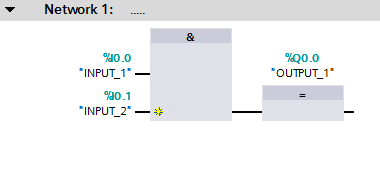 Network 1: .....
&
%I0.0
"INPUT_1"
%I0.1
"INPUT_2"
%Q0.0
"OUTPUT_1"
=